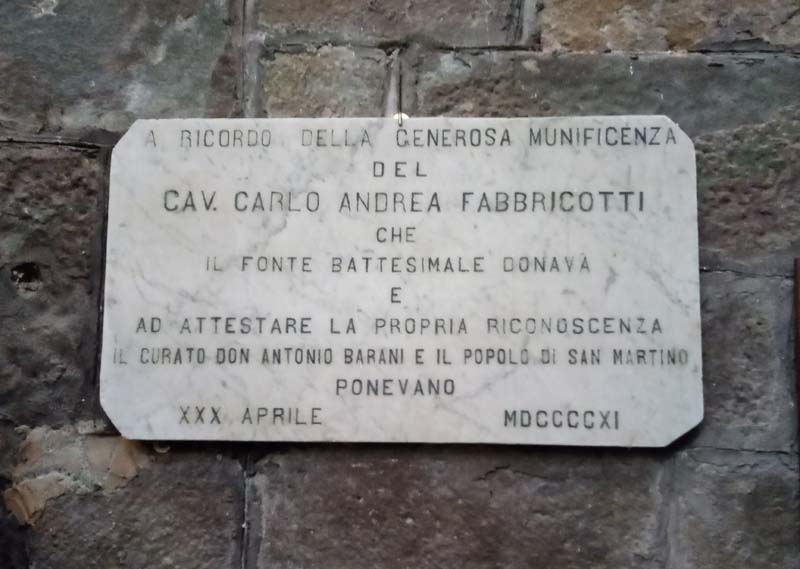 A RICORDO DELLA GENEROSA MUNIFICENZA
DEL
CAV. CARLO ANDREA FABBRICOTTI
CHE
IL FONTE BATTESIMALE DONAVA
E
AD ATTESTARE LA PROPRIA RICONOSCENZA
IL CURATO DON ANTONIO BARANI E IL POPOLO DI SAN MARTINO
PONEVANO
XXX APRILE MDCCCCXI